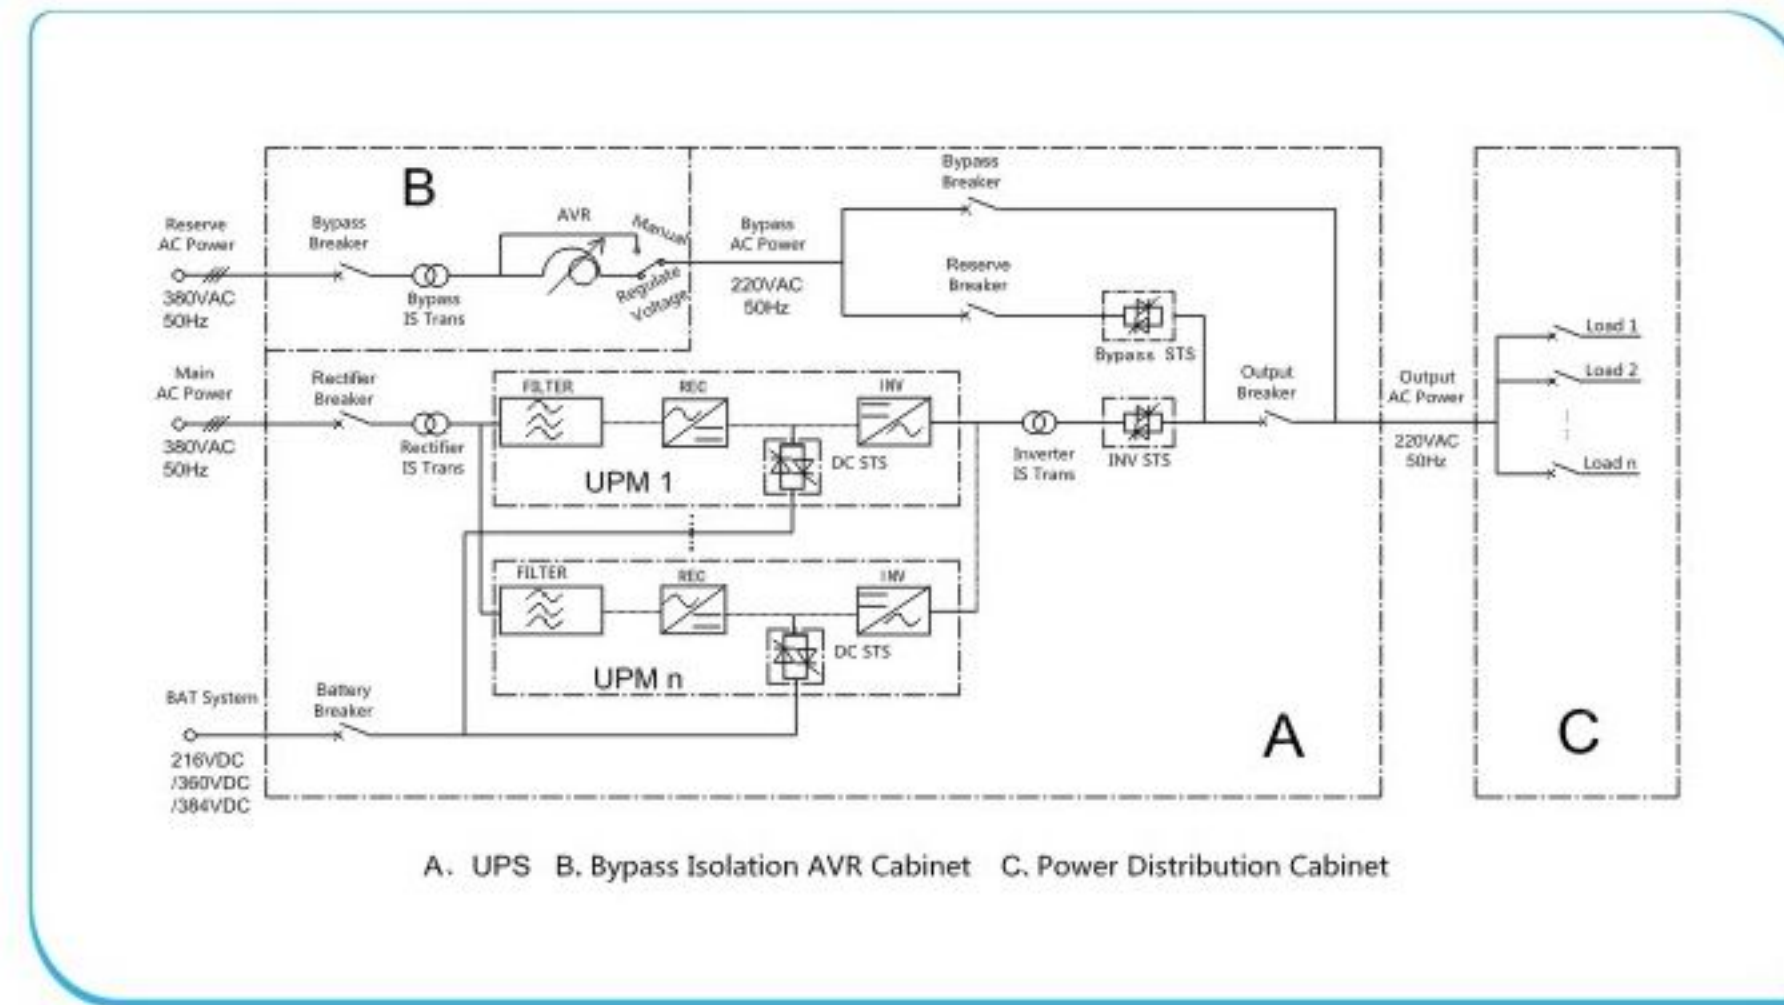 B
Reserve
AC Power
380VAC
50Hz
Bypass
Breaker
Bypass
IS Trans
AVR
Manual
Regulate
Voltage
Bypass
AC Power
220VAC
50Hz
Bypass
Breaker
Reserve
Breaker
Bypass STS
Main
AC Power
380VAC
50Hz
Rectifier
Breaker
Rectifier
IS Trans
FILTER
REC
INV
DC STS
UPM 1
Inverter
IS Trans
INV STS
Output
Breaker
Output
AC Power
220VAC
50Hz
Load 1
Load 2
Load n
FILTER
REC
INV
DC STS
UPM n
BAT System
216VDC
/360VDC
/384VDC
Battery
Breaker
A
C
A. UPS B. Bypass Isolation AVR Cabinet C. Power Distribution Cabinet